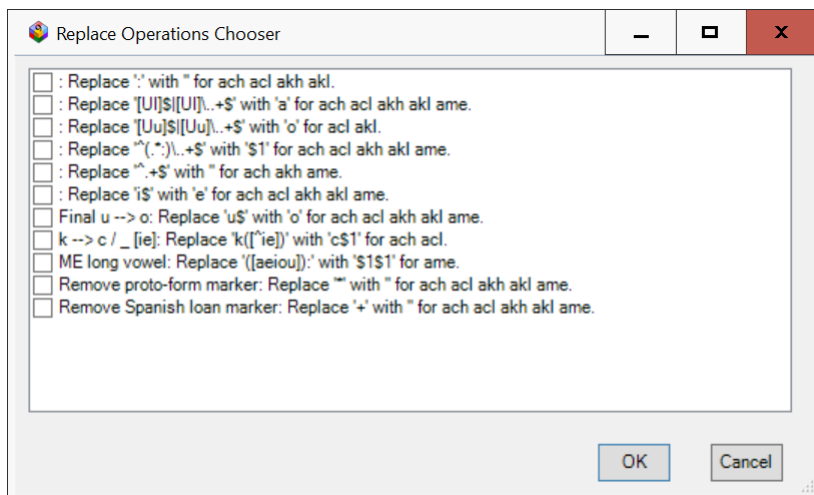 Replace Operations Chooser
: Replace ':' with '' for ach acl akh akl.
: Replace '[UI]$|[UI]\..+$' with 'a' for ach acl akh akl ame.
: Replace '[Uu]$|[Uu]\..+$' with 'o' for acl akl.
: Replace '^(.*:)\..+$' with '$1' for ach acl akh akl ame.
: Replace '^.+$' with '' for ach akh ame.
: Replace 'i$' with 'e' for ach acl akh akl ame.
Final u --> o: Replace 'u$' with 'o' for ach acl akh akl ame.
k --> c / _ [ie]: Replace 'k([^ie])' with 'c$1' for ach acl.
ME long vowel: Replace '([aeiou]):' with '$1$1' for ame.
Remove proto-form marker: Replace '*' with '' for ach acl akh akl ame.
Remove Spanish loan marker: Replace '+' with '' for ach acl akh akl ame.
OK
Cancel